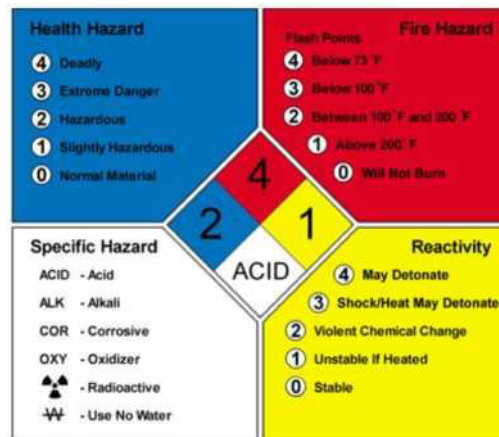 Health Hazard
4 Deadly
3 Extreme Danger
2 Hazardous
1 Slightly Hazardous
0 Normal Material
Fire Hazard
Flash Points
4 Below 73 °F
3 Below 100 °F
2 Between 100 °F and 200 °F
1 Above 200 °F
0 Will Not Burn
4
2
1
ACID
Specific Hazard
ACID - Acid
ALK - Alkali
COR - Corrosive
OXY - Oxidizer
- Radioactive
W - Use No Water
Reactivity
4 May Detonate
3 Shock/Heat May Detonate
2 Violent Chemical Change
1 Unstable If Heated
0 Stable